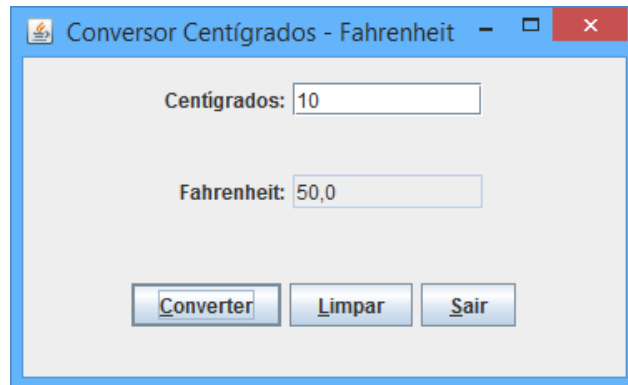 Conversor Centígrados - Fahrenheit
Centígrados: 10
Fahrenheit: 50,0
Converter Limpar Sair